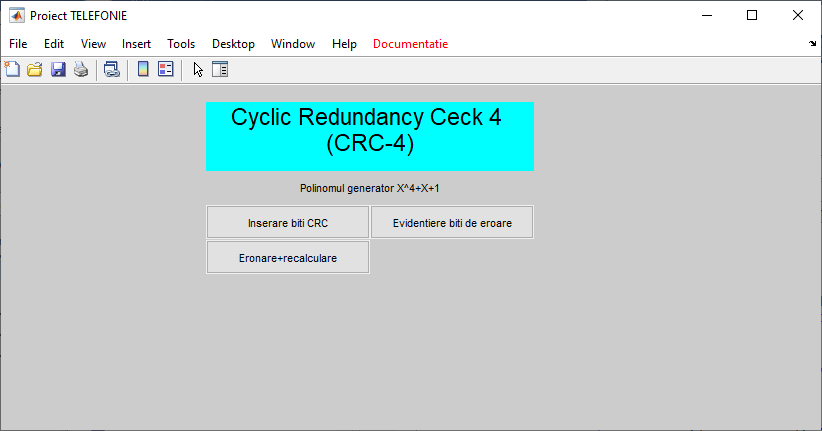 Proiect TELEFONIE
File Edit View Insert Tools Desktop Window Help Documentatie
Cyclic Redundancy Ceck 4
(CRC-4)
Polinomul generator X^4+X+1
Inserare biti CRC Evidentiere biti de eroare
Eronare+recalculare